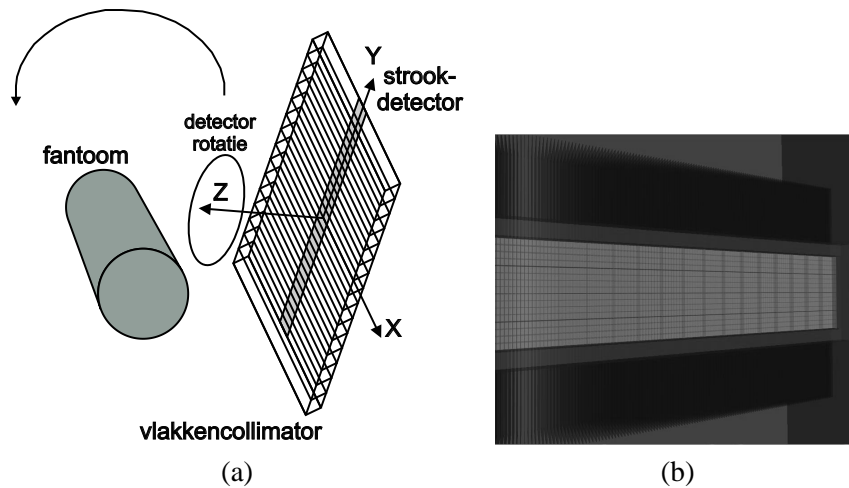 Y
strook-
detector
detector
rotatie
fantoom
Z
X
vlakkencollimator
(a)
(b)